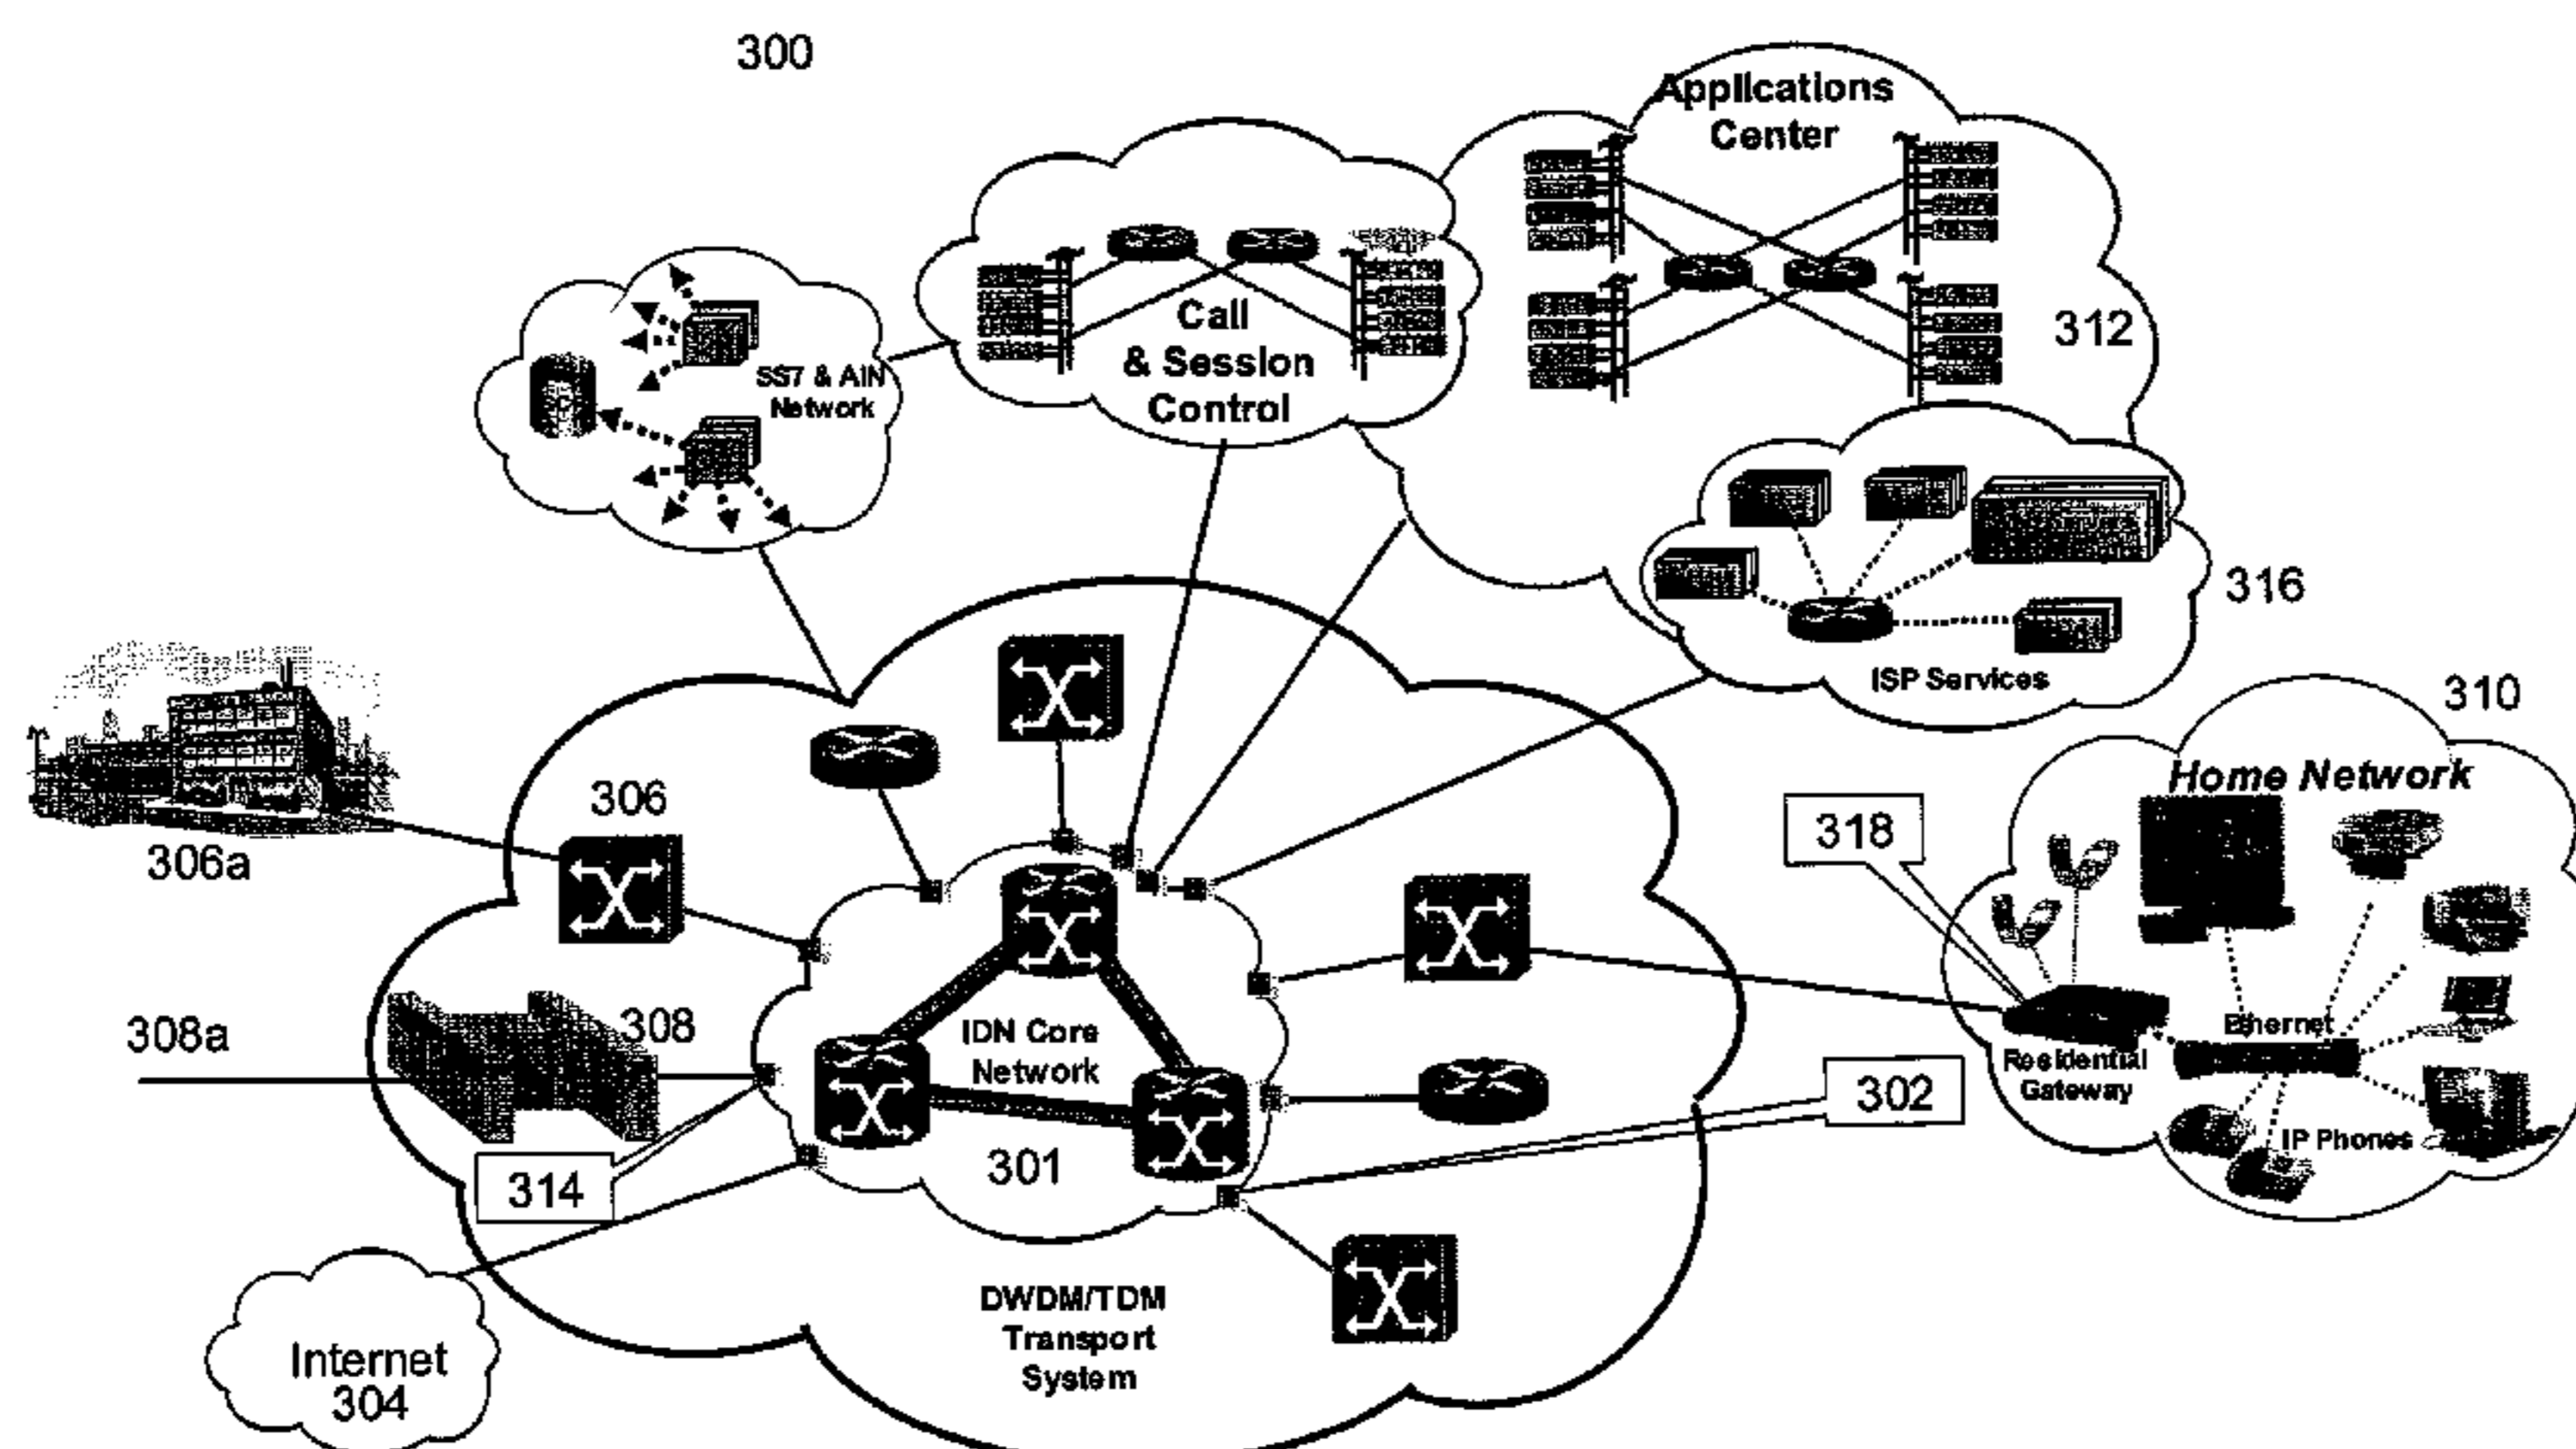 300
Applications
Center
312
Call
& Session
Control
SS7 & AIN
Network
316
ISP Services
310
Home Network
306
306a
318
308a
308
IDN Core
Network
Ethernet
Residential
Gateway
302
IP Phones
301
314
DWDM/TDM
Transport
System
Internet
304